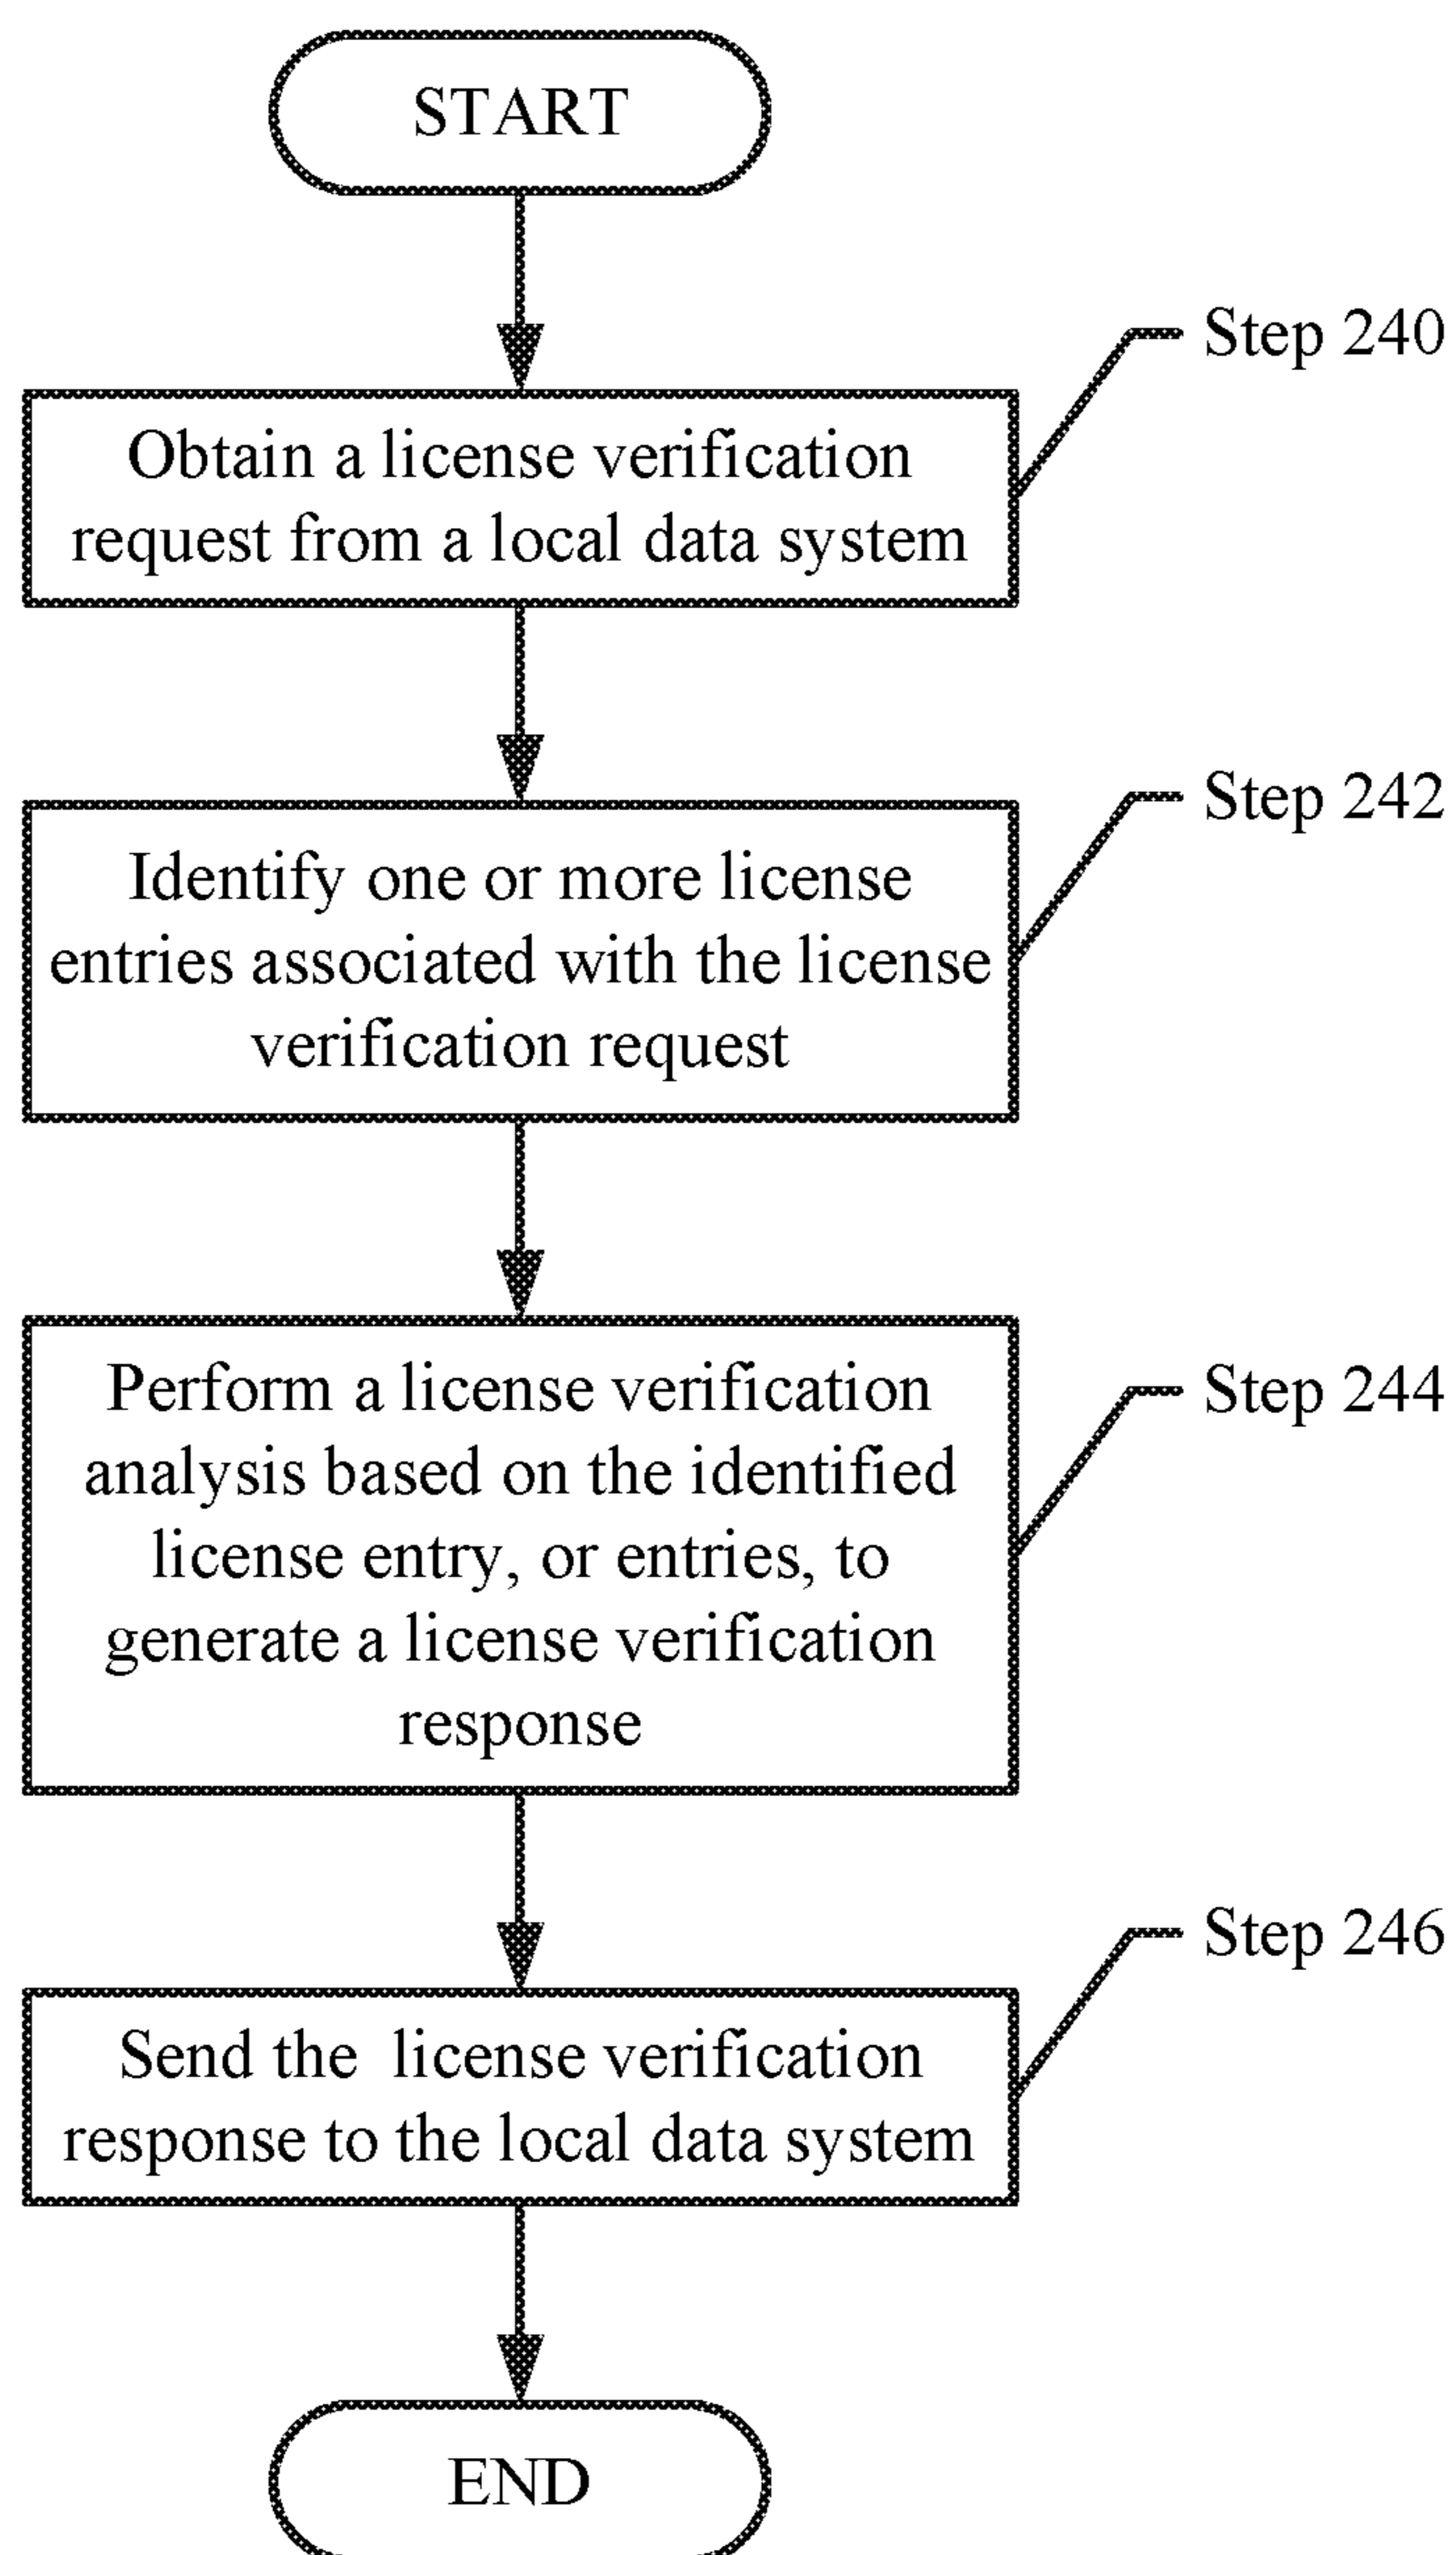 START
Step 240
Obtain a license verification
request from a local data system
Step 242
Identify one or more license
entries associated with the license
verification request
Step 244
Perform a license verification
analysis based on the identified
license entry, or entries, to
generate a license verification
response
Step 246
Send the license verification
response to the local data system
END